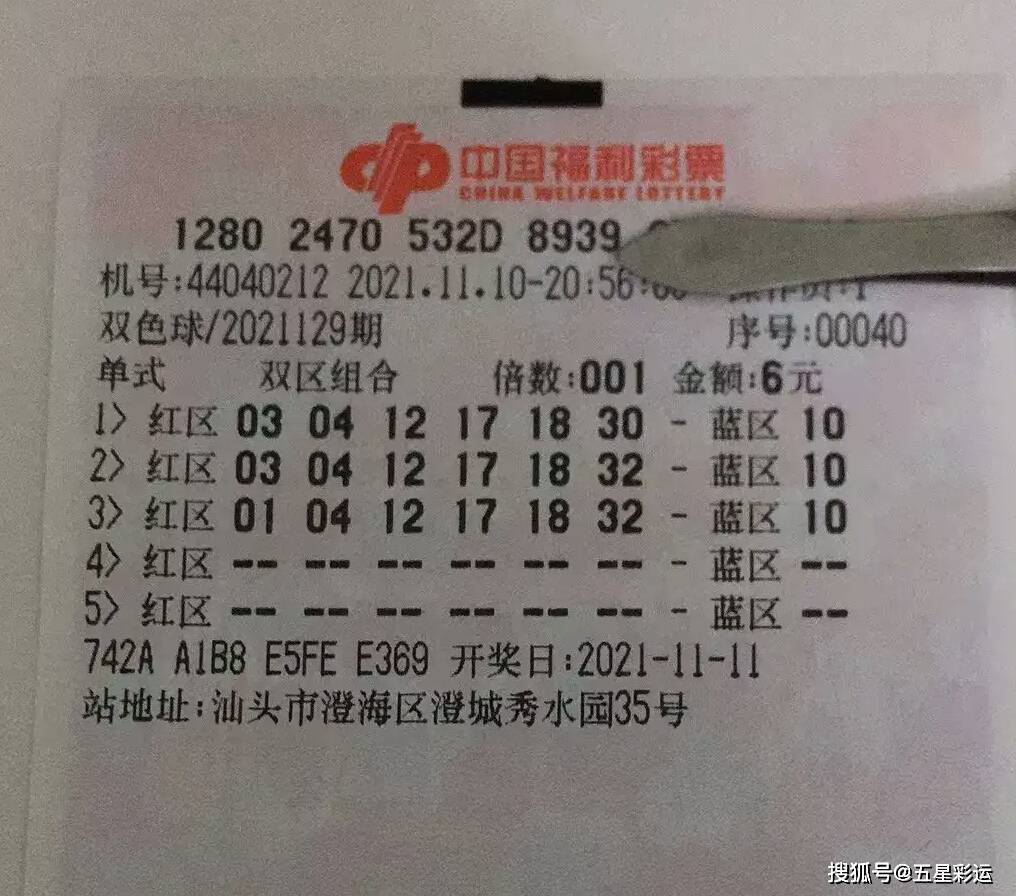 中国福利彩票
CHINA WELFARE LOTTERY
1280 2470 532D 8939
机号:44040212 2021.11.10-20:56:
双色球/2021129期 序号:00040
单式 双区组合 倍数:001 金额:6元
1> 红区 03 04 12 17 18 30 - 蓝区 10
2> 红区 03 04 12 17 18 32 - 蓝区 10
3> 红区 01 04 12 17 18 32 - 蓝区 10
4> 红区 -- -- -- -- -- -- - 蓝区 --
5> 红区 -- -- -- -- -- -- - 蓝区 --
742A A1B8 E5FE E369 开奖日:2021-11-11
站地址:汕头市澄海区澄城秀水园35号
搜狐号@五星彩运